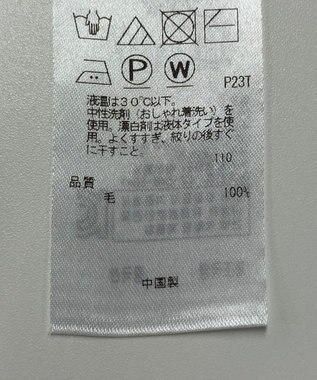 P W
P23T
液温は30℃以下。
中性洗剤(おしゃれ着洗い)を
使用。漂白剤は液体タイプを使
用。よくすすぎ、絞りの後すぐ
に干すこと。
110
品質
毛 100%
中国製